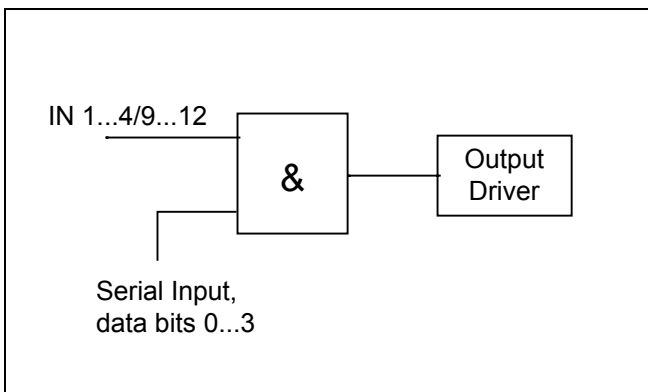 IN 1...4/9...12
&
Output
Driver
Serial Input,
data bits 0...3